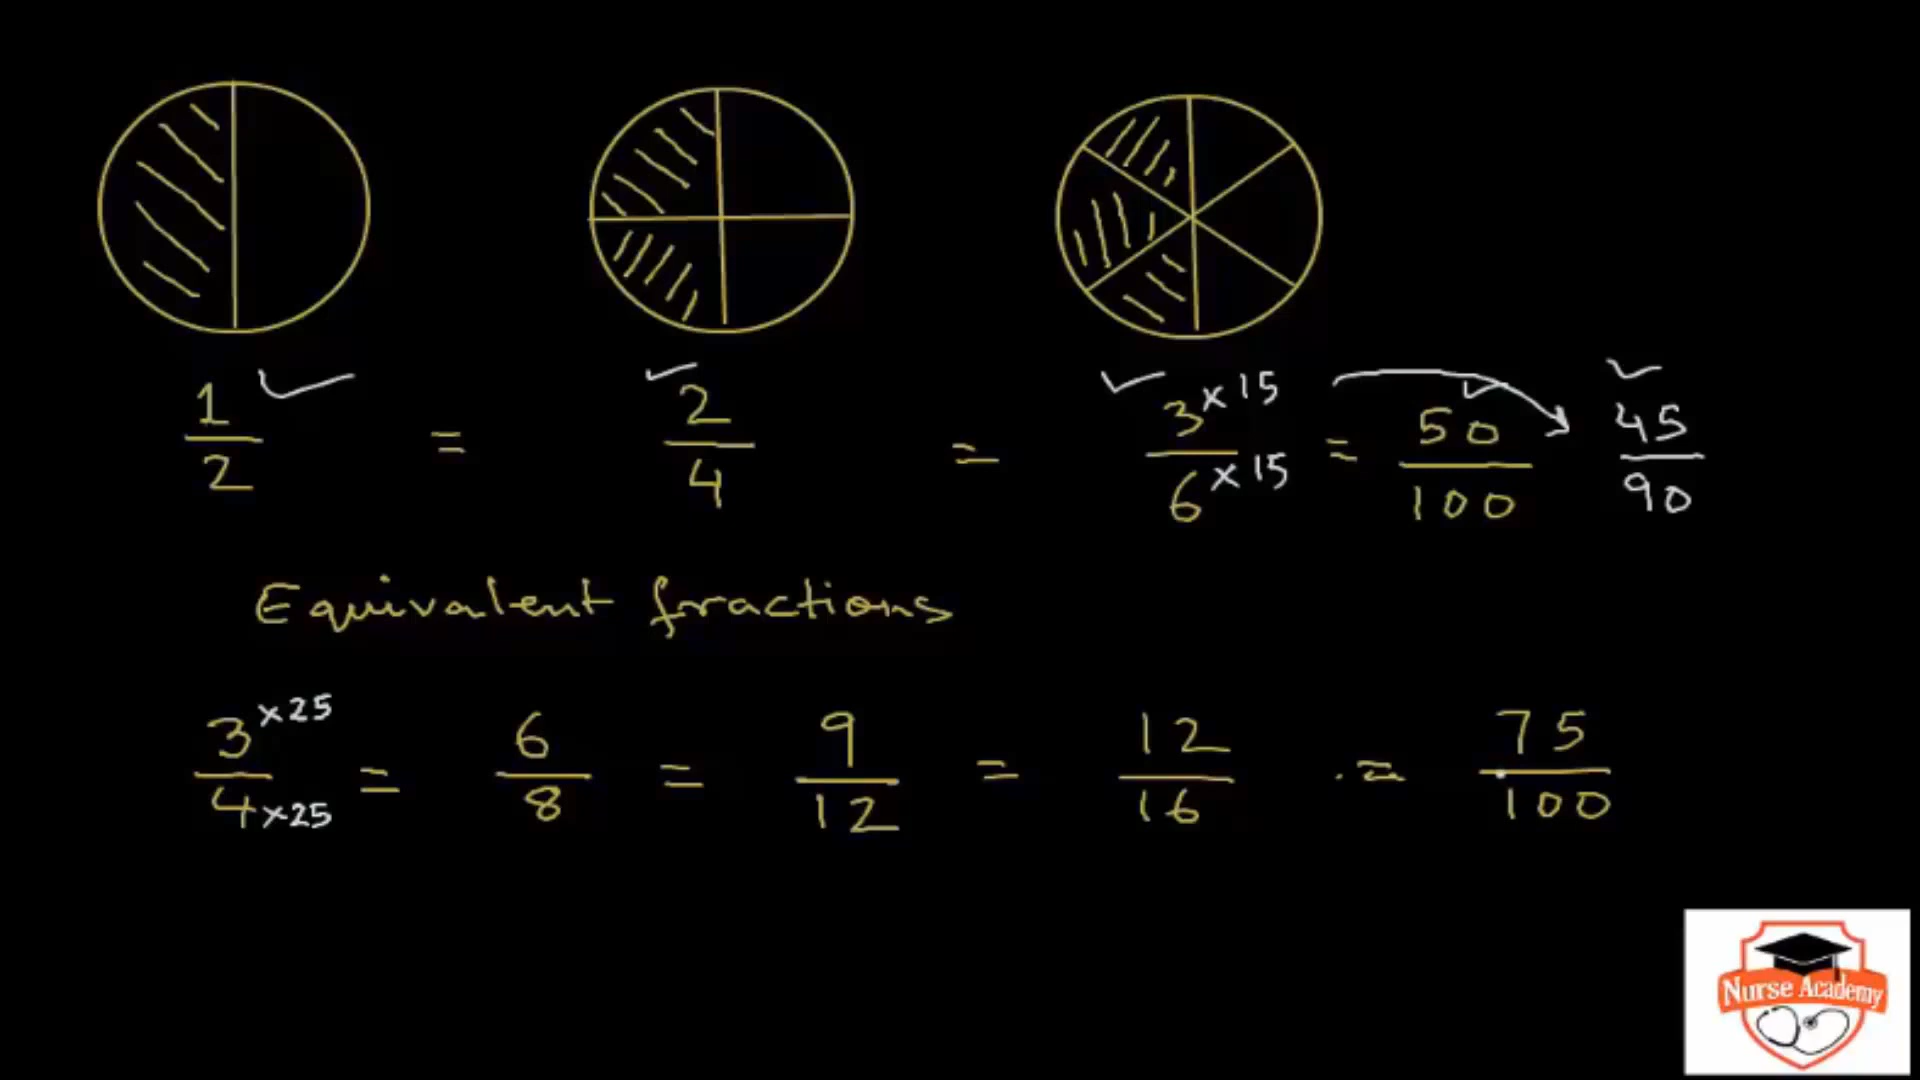 1/2 = 2/4 = 3×15/6×15 = 50/100 45/90
Equivalent fractions
3×25/4×25 = 6/8 = 9/12 = 12/16 .= 75/100
Nurse Academy